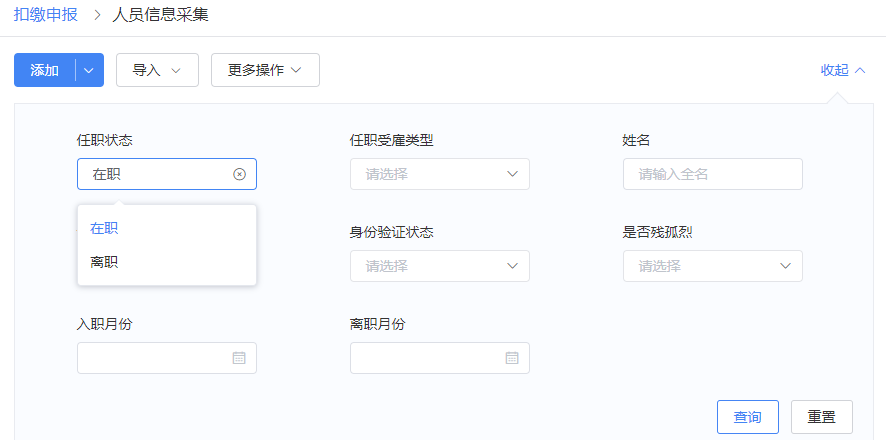 扣缴申报 > 人员信息采集
添加 导入 更多操作 收起
任职状态 任职受雇类型 姓名
在职 请选择 请输入全名
在职
离职
身份验证状态 是否残孤烈
请选择 请选择
入职月份 离职月份
查询 重置